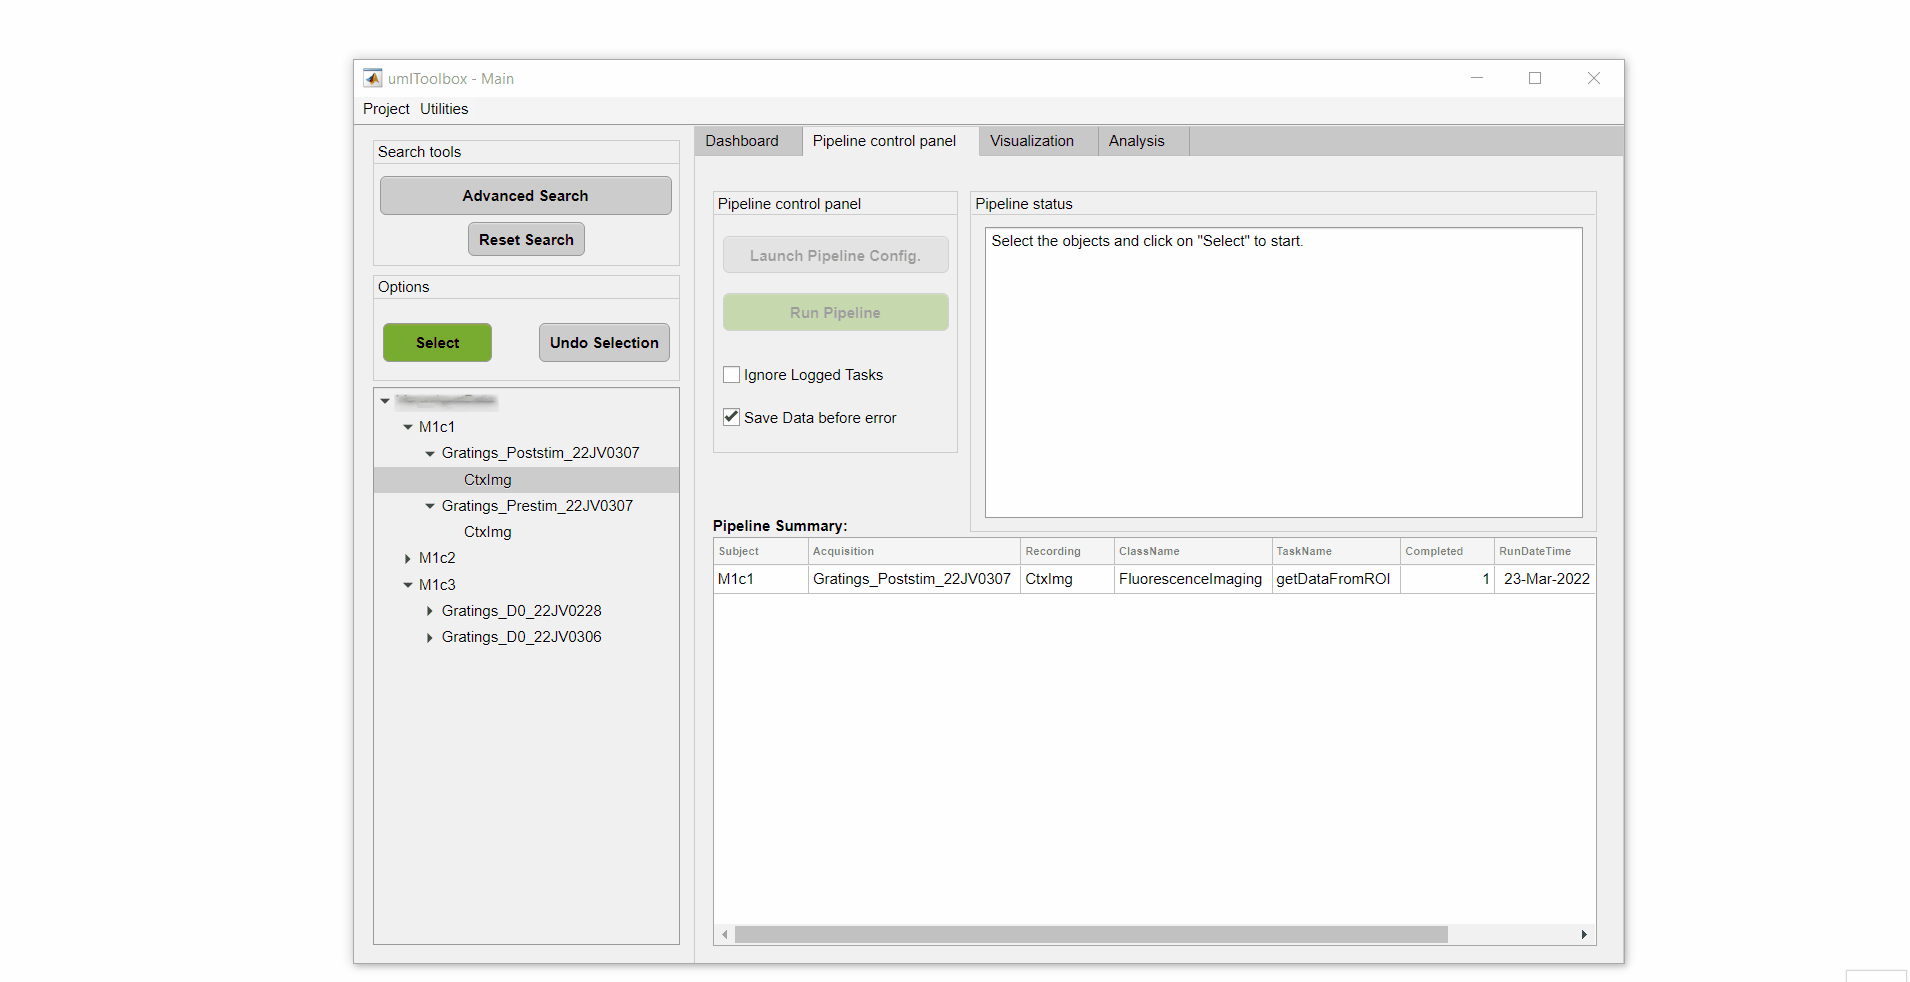 umIToolbox - Main
Project Utilities
Search tools
Advanced Search
Reset Search
Options
Select Undo Selection
M1c1
Gratings_Poststim_22JV0307
CtxImg
Gratings_Prestim_22JV0307
CtxImg
M1c2
M1c3
Gratings_D0_22JV0228
Gratings_D0_22JV0306
Dashboard Pipeline control panel Visualization Analysis
Pipeline control panel
Launch Pipeline Config.
Run Pipeline
Ignore Logged Tasks
Save Data before error
Pipeline status
Select the objects and click on "Select" to start.
Pipeline Summary:
Subject Acquisition Recording ClassName TaskName Completed RunDateTime
M1c1 Gratings_Poststim_22JV0307 CtxImg FluorescenceImaging getDataFromROI 1 23-Mar-2022